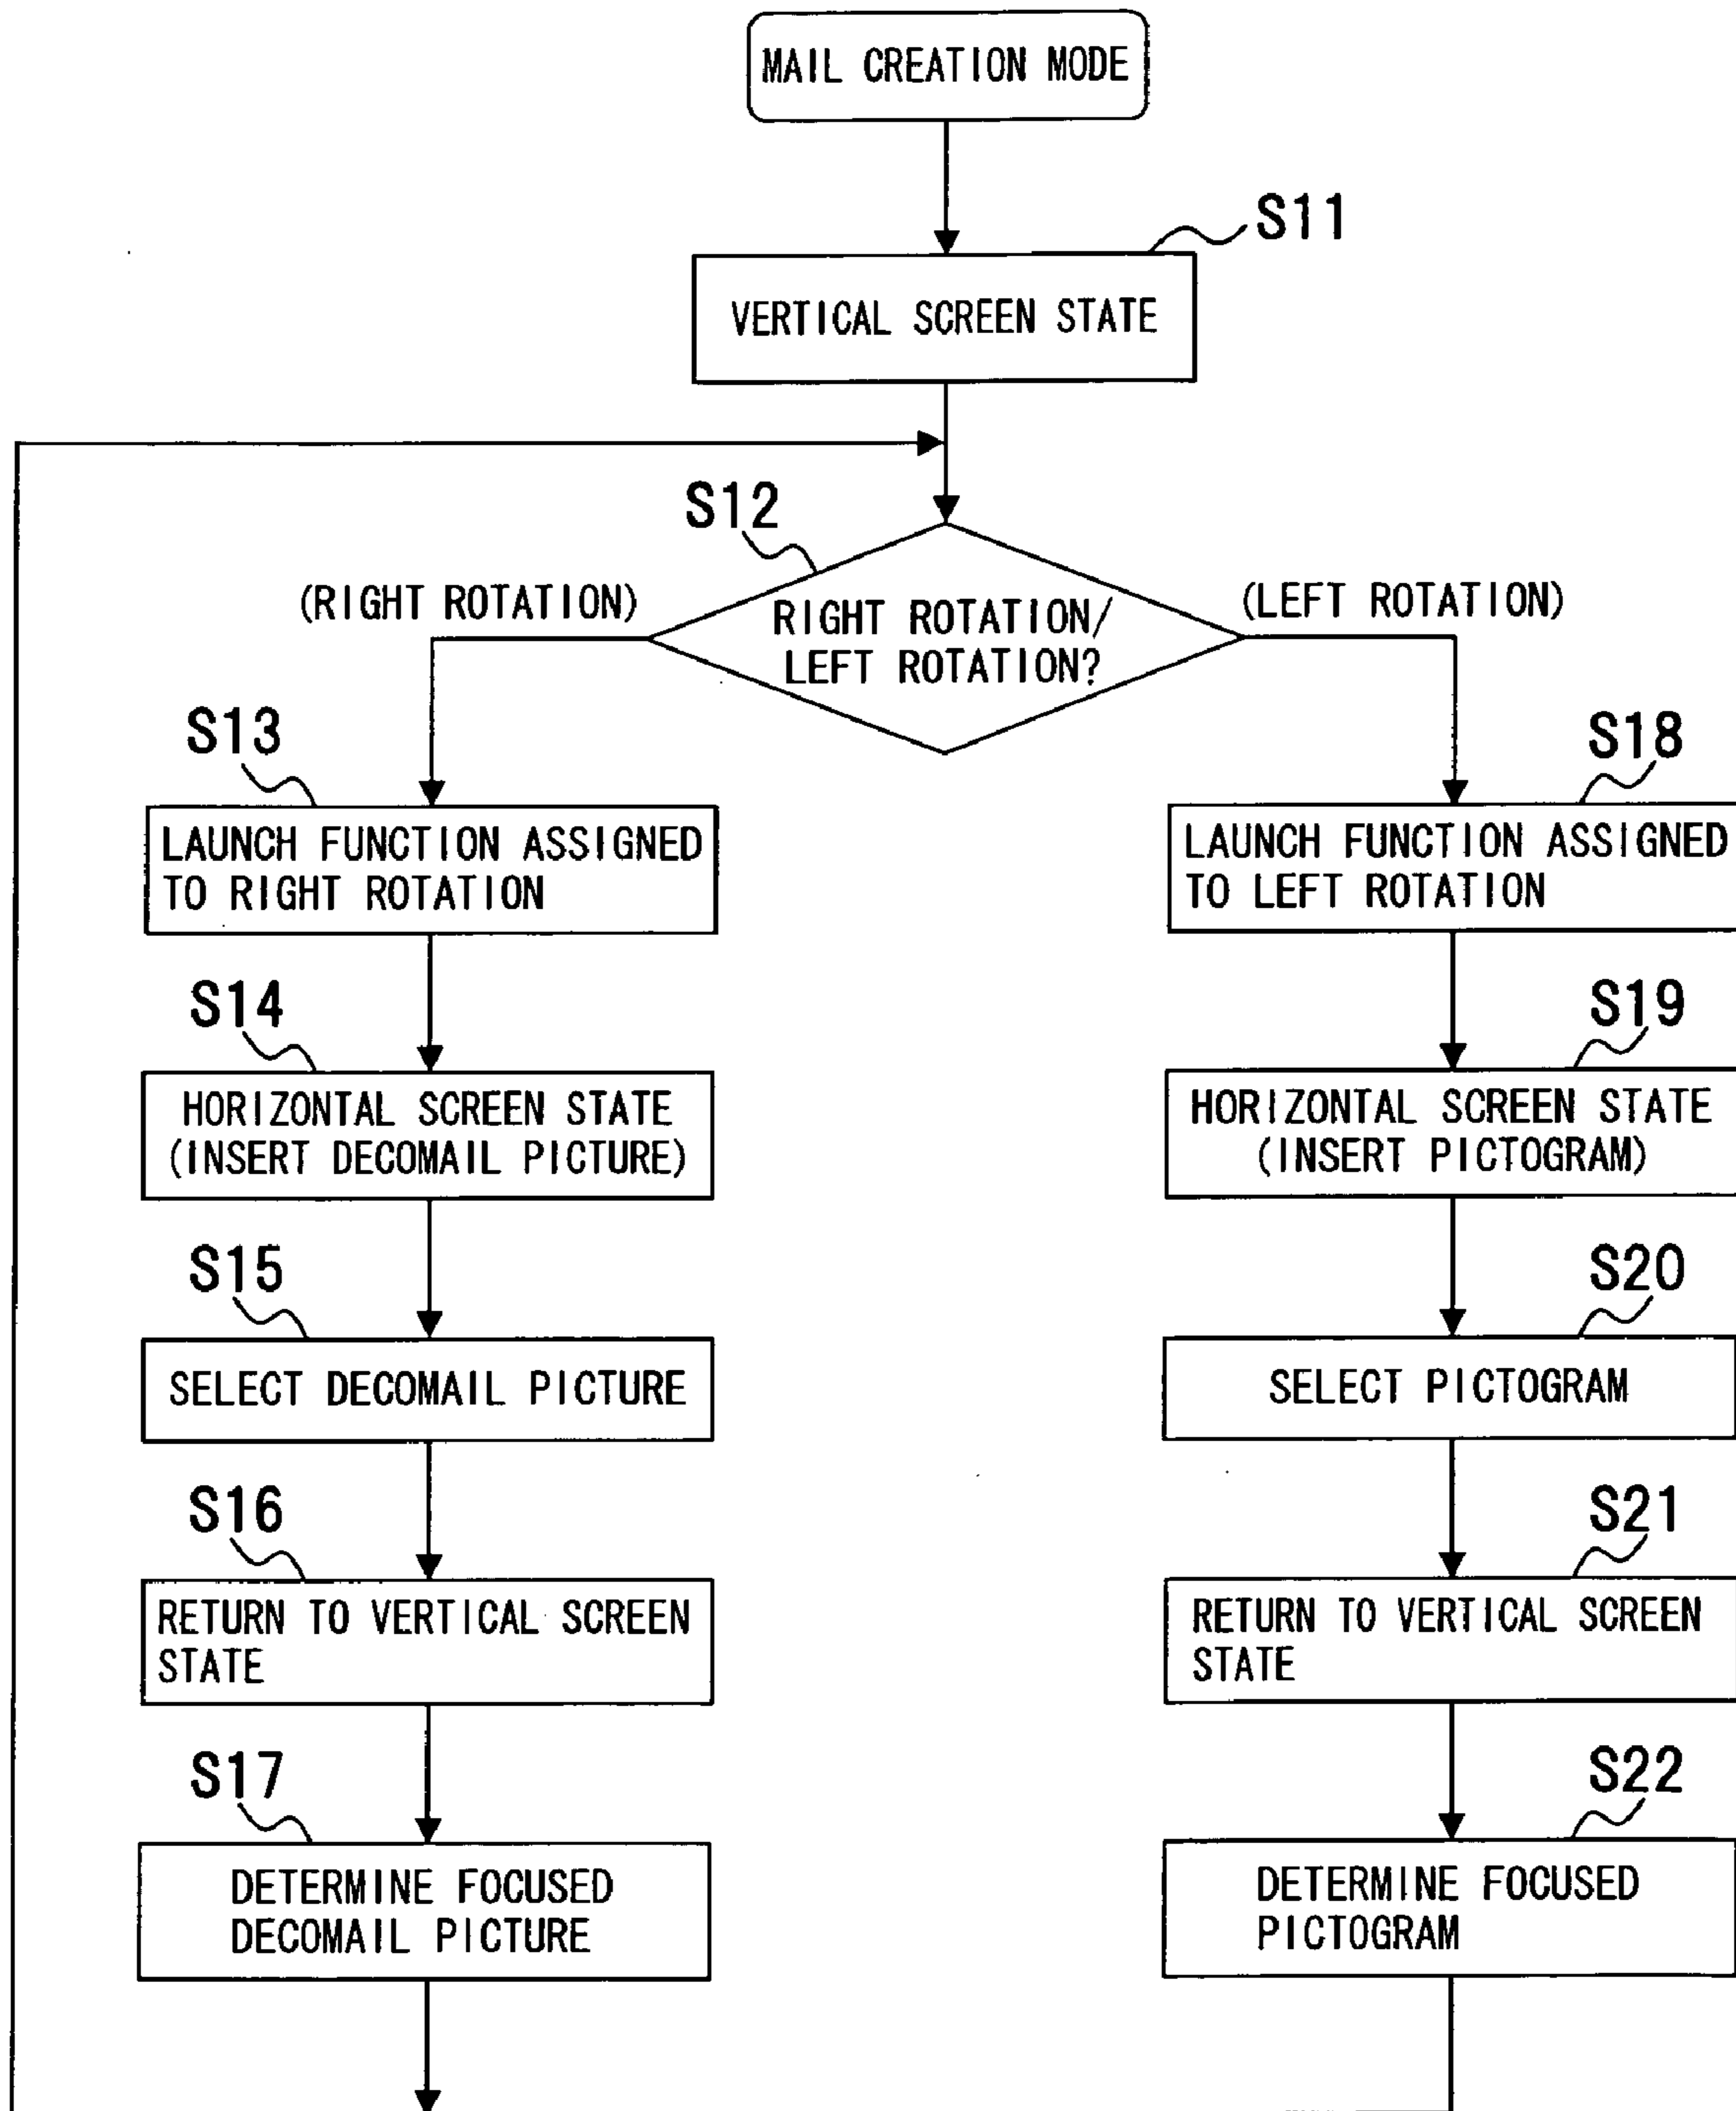 MAIL CREATION MODE
S11
VERTICAL SCREEN STATE
S12
(RIGHT ROTATION)
RIGHT ROTATION/
LEFT ROTATION?
(LEFT ROTATION)
S13
LAUNCH FUNCTION ASSIGNED
TO RIGHT ROTATION
S14
HORIZONTAL SCREEN STATE
(INSERT DECOMAIL PICTURE)
S15
SELECT DECOMAIL PICTURE
S16
RETURN TO VERTICAL SCREEN
STATE
S17
DETERMINE FOCUSED
DECOMAIL PICTURE
S18
LAUNCH FUNCTION ASSIGNED
TO LEFT ROTATION
S19
HORIZONTAL SCREEN STATE
(INSERT PICTOGRAM)
S20
SELECT PICTOGRAM
S21
RETURN TO VERTICAL SCREEN
STATE
S22
DETERMINE FOCUSED
PICTOGRAM